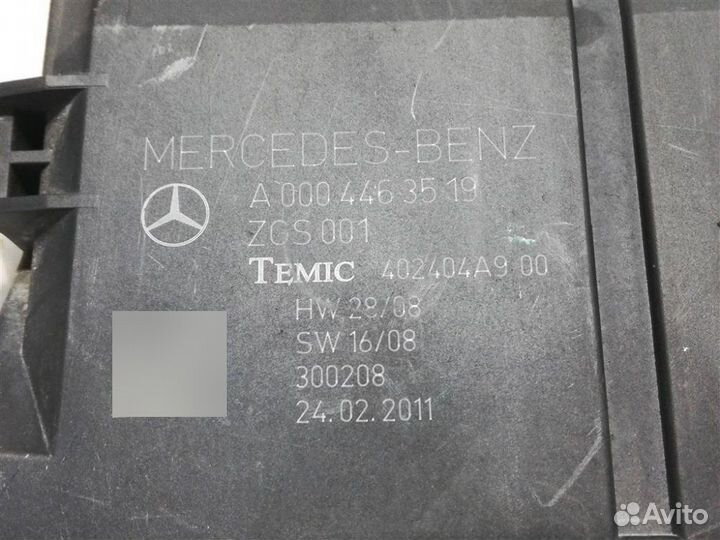 MERCEDES-BENZ
A 000 446 35 19
ZGS 001
TEMIC 402404A9 00
HW 28/08
SW 16/08
300208
24.02.2011
Avito